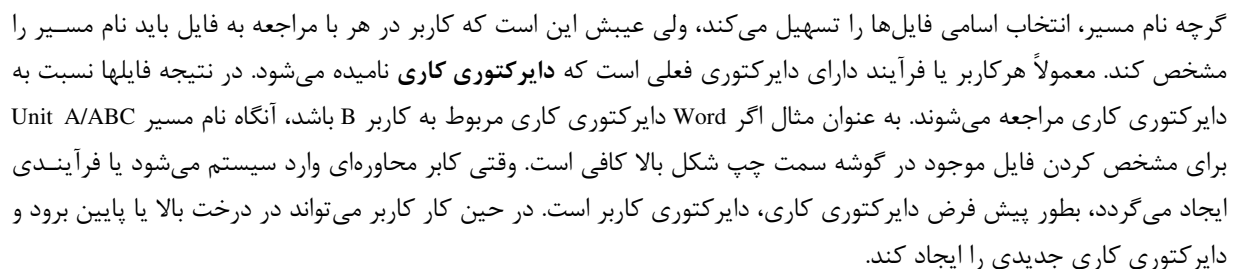 گرچه نام مسیر، انتخاب اسامی فایل‌ها را تسهیل می‌کند، ولی عیبش این است که کاربر در هر با مراجعه به فایل باید نام مسـیر را
مشخص کند. معمولاً هرکاربر یا فرآیند دارای دایرکتوری فعلی است که دایرکتوری کاری نامیده می‌شود. در نتیجه فایلها نسبت به
دایرکتوری کاری مراجعه می‌شوند. به عنوان مثال اگر Word دایرکتوری کاری مربوط به کاربر B باشد، آنگاه نام مسیر Unit A/ABC
برای مشخص کردن فایل موجود در گوشه سمت چپ شکل بالا کافی است. وقتی کابر محاوره‌ای وارد سیستم می‌شود یا فرآینـدی
ایجاد می‌گردد، بطور پیش فرض دایرکتوری کاری، دایرکتوری کاربر است. در حین کار کاربر می‌تواند در درخت بالا یا پایین برود و
دایرکتوری کاری جدیدی را ایجاد کند.